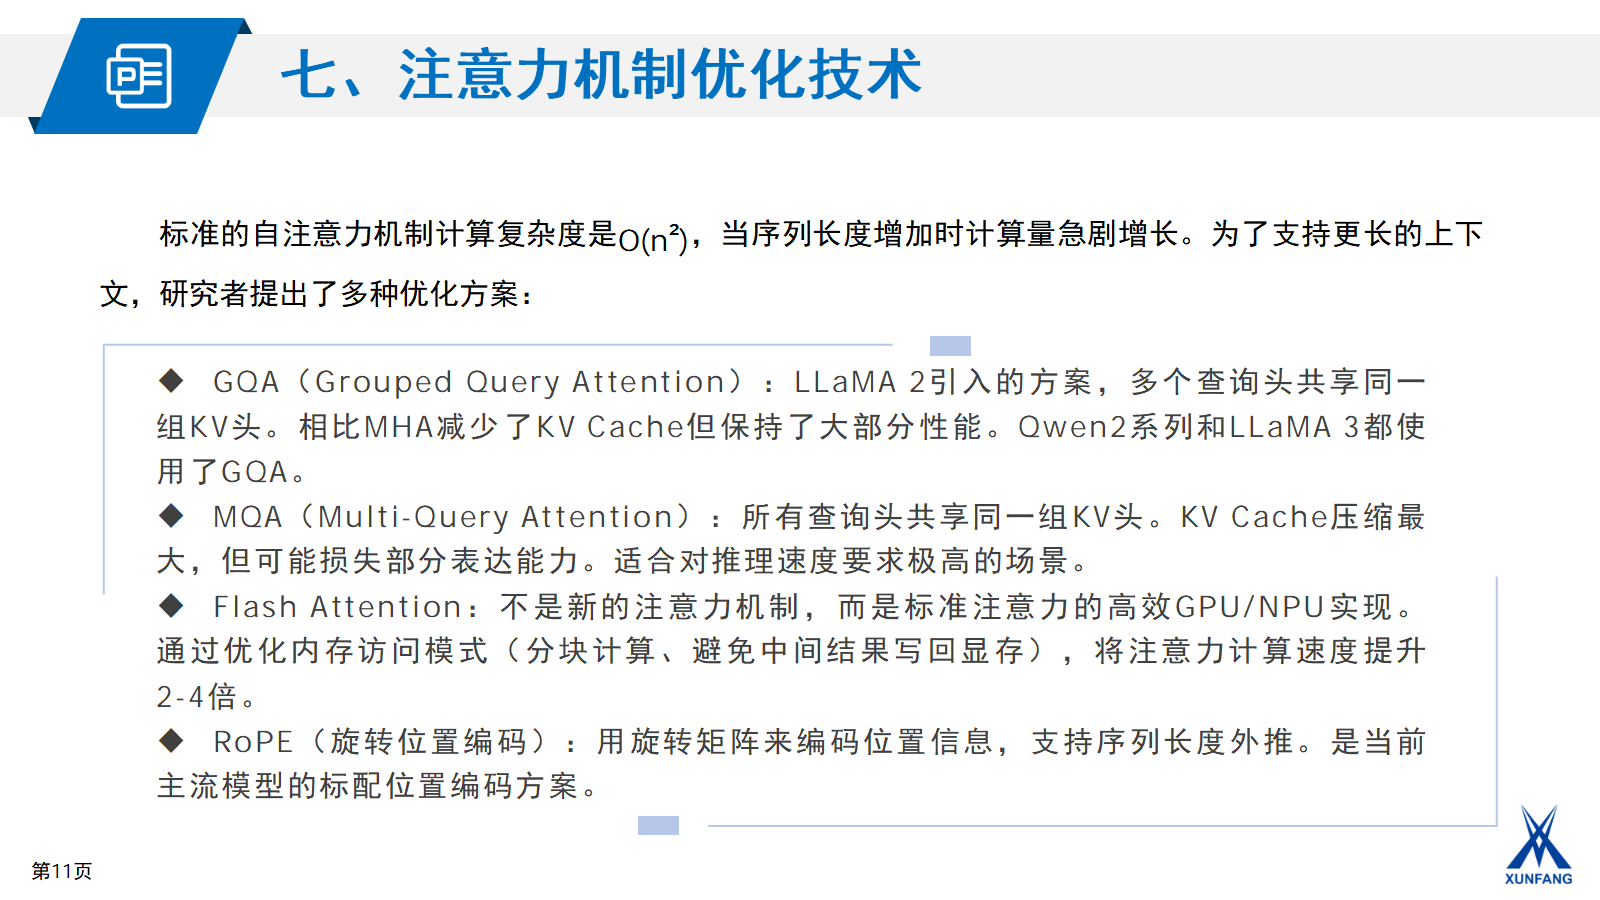 七、注意力机制优化技术
标准的自注意力机制计算复杂度是O(n²)，当序列长度增加时计算量急剧增长。为了支持更长的上下
文，研究者提出了多种优化方案：
◆ GQA（Grouped Query Attention）：LLaMA 2引入的方案，多个查询头共享同一
组KV头。相比MHA减少了KV Cache但保持了大部分性能。Qwen2系列和LLaMA 3都使
用了GQA。
◆ MQA（Multi-Query Attention）：所有查询头共享同一组KV头。KV Cache压缩最
大，但可能损失部分表达能力。适合对推理速度要求极高的场景。
◆ Flash Attention：不是新的注意力机制，而是标准注意力的高效GPU/NPU实现。
通过优化内存访问模式（分块计算、避免中间结果写回显存），将注意力计算速度提升
2-4倍。
◆ RoPE（旋转位置编码）：用旋转矩阵来编码位置信息，支持序列长度外推。是当前
主流模型的标配位置编码方案。
第11页
XUNFANG